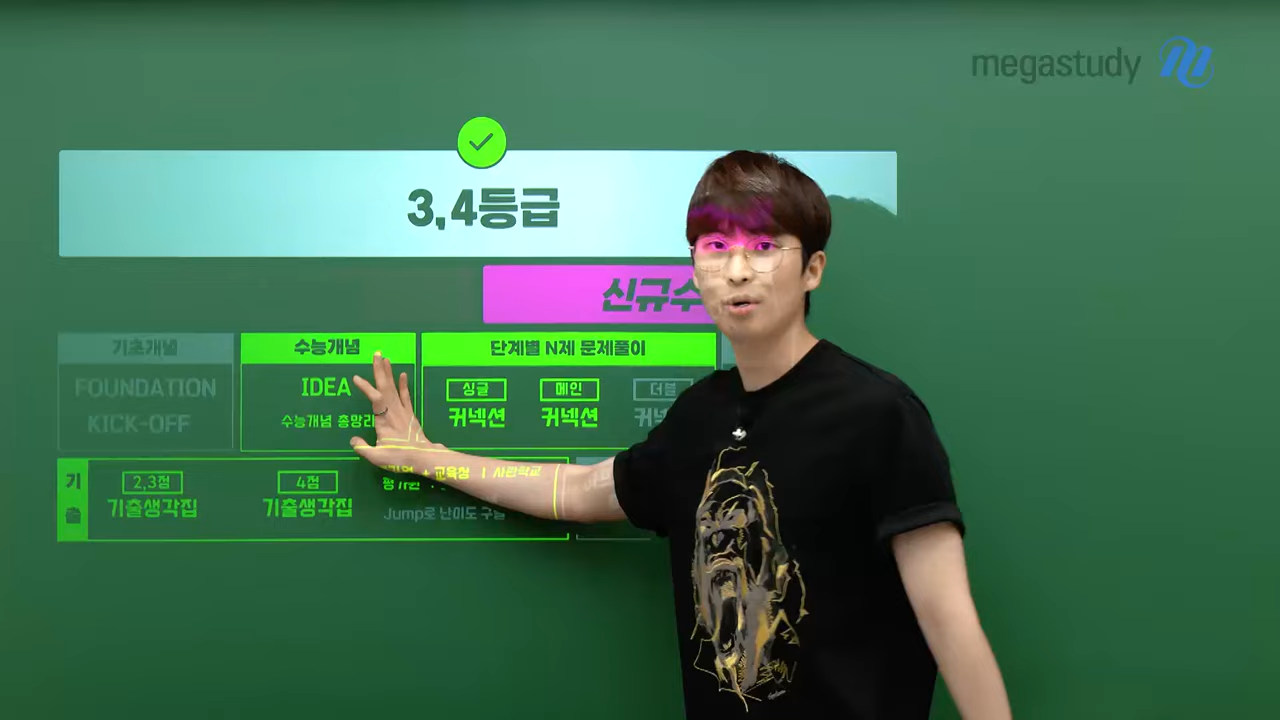 megastudy
3,4등급
신규수
기초개념
수능개념
단계별 N제 문제풀이
FOUNDATION
KICK-OFF
IDEA
수능개념 총망라
싱글
메인
더블
커넥션
커넥션
기출
2,3점
4점
기출생각집
기출생각집
교육청
사관학교
Jump로 난이도